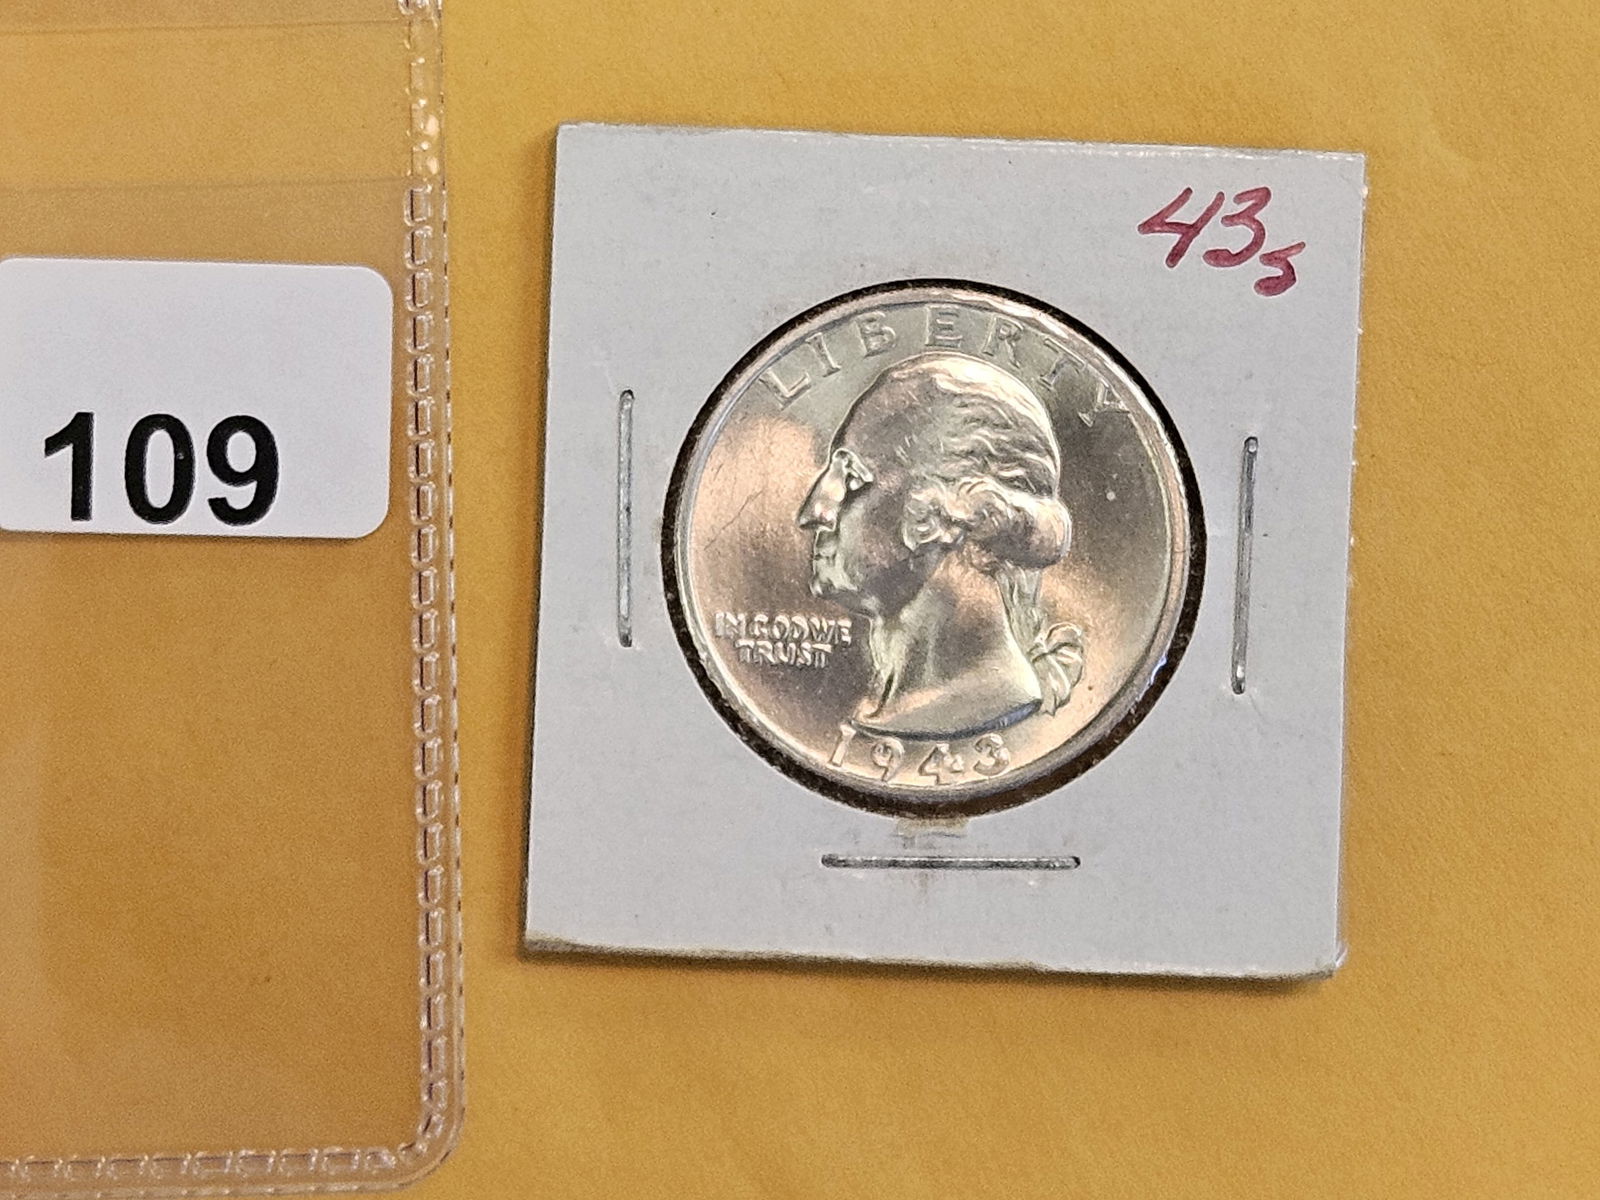 109
43s
LIBERTY
IN GOD WE
TRUST
1943